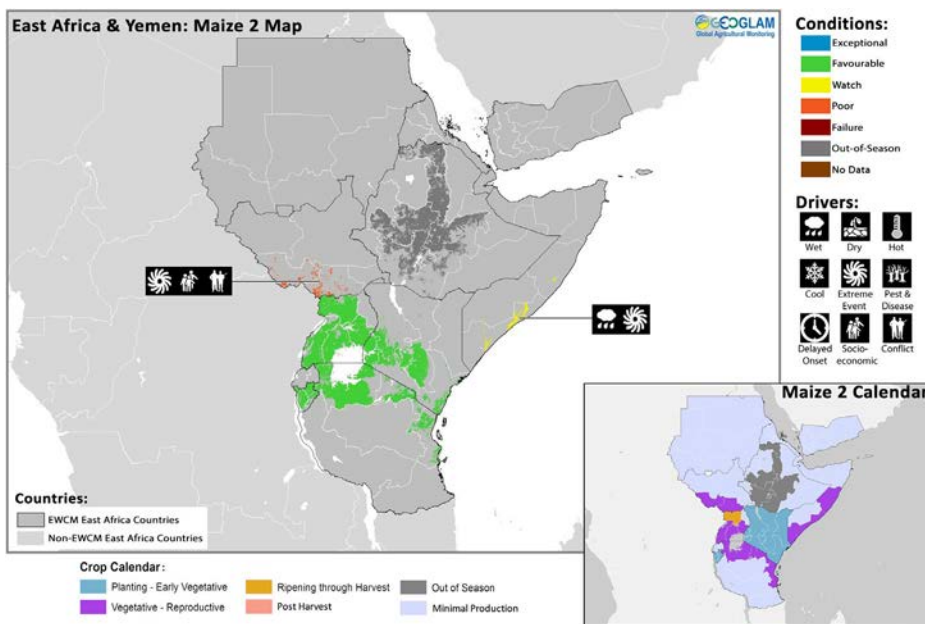 East Africa & Yemen: Maize 2 Map
GEOGLAM
Global Agricultural Monitoring
Conditions:
Exceptional
Favourable
Watch
Poor
Failure
Out-of-Season
No Data
Drivers:
Wet
Dry
Hot
Cool
Extreme
Event
Pest &
Disease
Delayed
Onset
Socio-
economic
Conflict
Maize 2 Calendar
Countries:
EWCM East Africa Countries
Non-EWCM East Africa Countries
Crop Calendar:
Planting - Early Vegetative
Ripening through Harvest
Out of Season
Vegetative - Reproductive
Post Harvest
Minimal Production